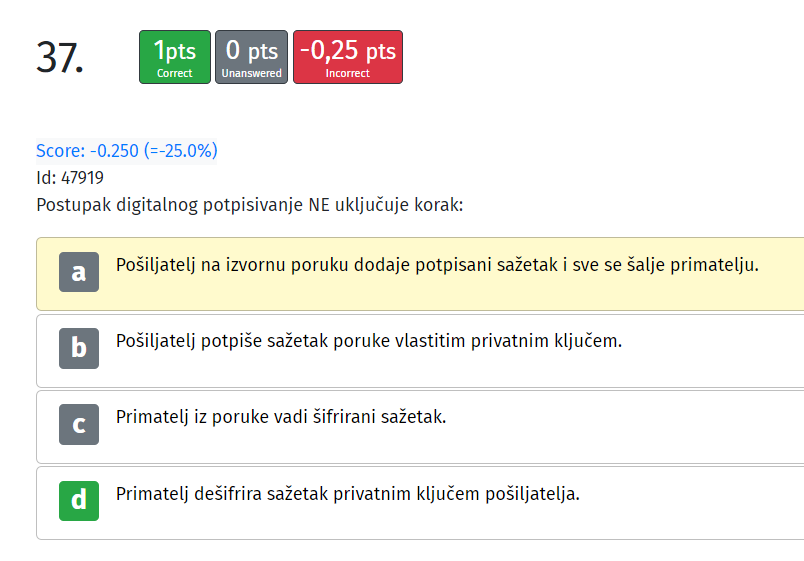 37.
1pts
Correct
0 pts
Unanswered
-0,25 pts
Incorrect
Score: -0.250 (=-25.0%)
Id: 47919
Postupak digitalnog potpisivanje NE uključuje korak:
a Pošiljatelj na izvornu poruku dodaje potpisani sažetak i sve se šalje primatelju.
b Pošiljatelj potpiše sažetak poruke vlastitim privatnim ključem.
c Primatelj iz poruke vadi šifrirani sažetak.
d Primatelj dešifrira sažetak privatnim ključem pošiljatelja.